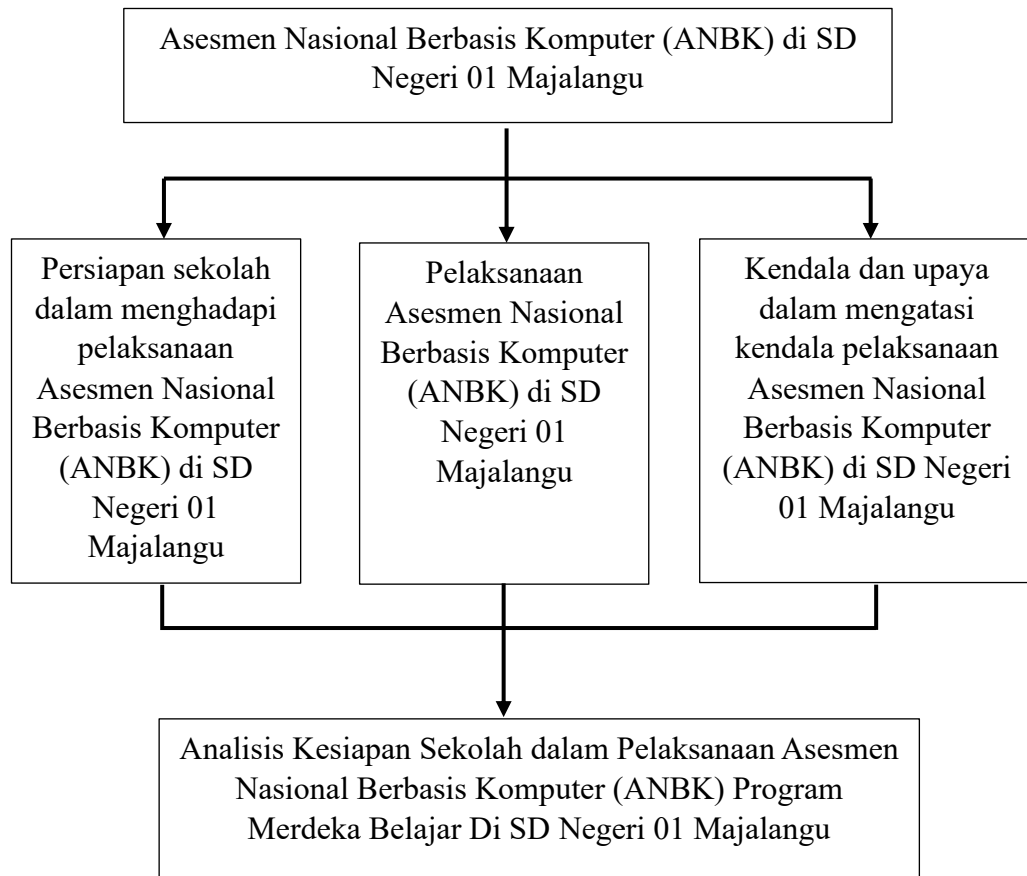 Asesmen Nasional Berbasis Komputer (ANBK) di SD
Negeri 01 Majalangu
Persiapan sekolah
dalam menghadapi
pelaksanaan
Asesmen Nasional
Berbasis Komputer
(ANBK) di SD
Negeri 01
Majalangu
Pelaksanaan
Asesmen Nasional
Berbasis Komputer
(ANBK) di SD
Negeri 01
Majalangu
Kendala dan upaya
dalam mengatasi
kendala pelaksanaan
Asesmen Nasional
Berbasis Komputer
(ANBK) di SD Negeri
01 Majalangu
Analisis Kesiapan Sekolah dalam Pelaksanaan Asesmen
Nasional Berbasis Komputer (ANBK) Program
Merdeka Belajar Di SD Negeri 01 Majalangu